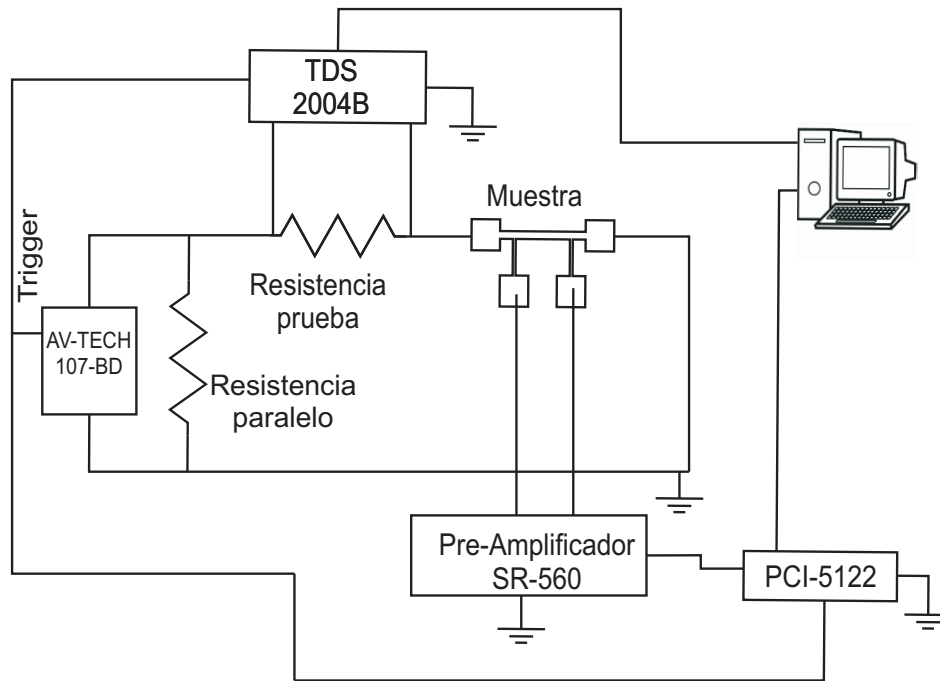 TDS
2004B
Muestra
Trigger
Resistencia
prueba
AV-TECH
107-BD
Resistencia
paralelo
Pre-Amplificador
SR-560
PCI-5122